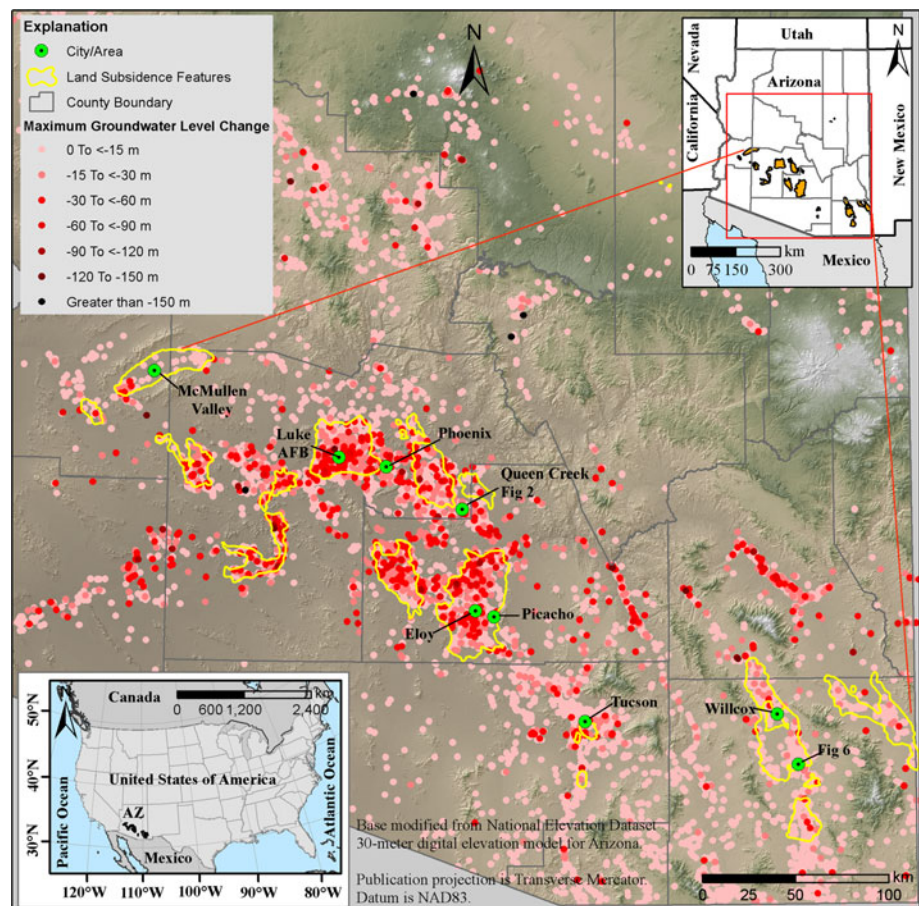 Explanation
City/Area
Land Subsidence Features
County Boundary
Maximum Groundwater Level Change
0 To <-15 m
-15 To <-30 m
-30 To <-60 m
-60 To <-90 m
-90 To <-120 m
-120 To -150 m
Greater than -150 m
N
Utah
Nevada
Arizona
California
New Mexico
Mexico
0 75 150 300
km
McMullen
Valley
Luke
AFB
Phoenix
Queen Creek
Fig 2
Eloy
Picacho
Tucson
Willcox
Fig 6
Canada
0 600 1,200 2,400
km
50°N
40°N
30°N
Pacific Ocean
United States of America
Atlantic Ocean
AZ
Mexico
120°W 110°W 100°W 90°W 80°W
Base modified from National Elevation Dataset
30-meter digital elevation model for Arizona.
Publication projection is Transverse Mercator.
Datum is NAD83.
km
0 25 50 100